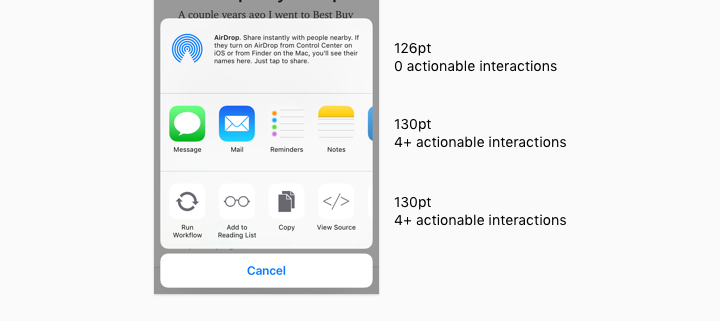 A couple years ago I went to Best Buy
AirDrop. Share instantly with people nearby. If
they turn on AirDrop from Control Center on
iOS or from Finder on the Mac, you'll see their
names here. Just tap to share.
126pt
0 actionable interactions
Message Mail Reminders Notes
130pt
4+ actionable interactions
Run
Workflow
Add to
Reading List
Copy
View Source
130pt
4+ actionable interactions
Cancel